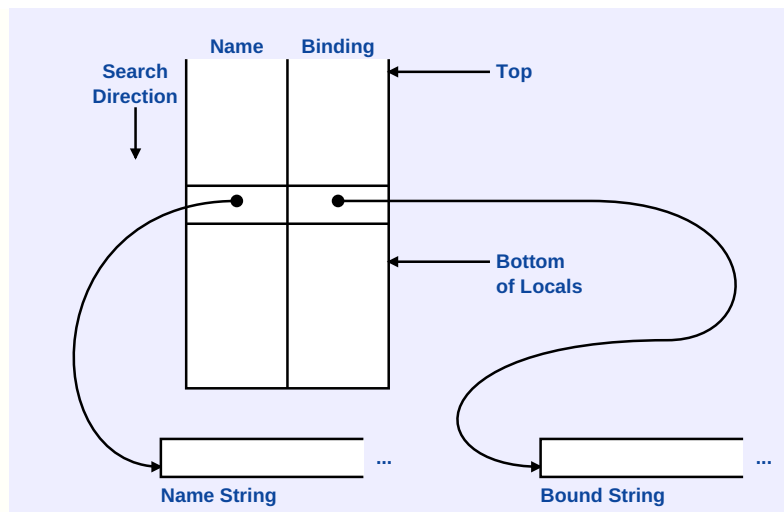 Name Binding
Search
Direction
Top
Bottom
of Locals
...
...
Name String
Bound String